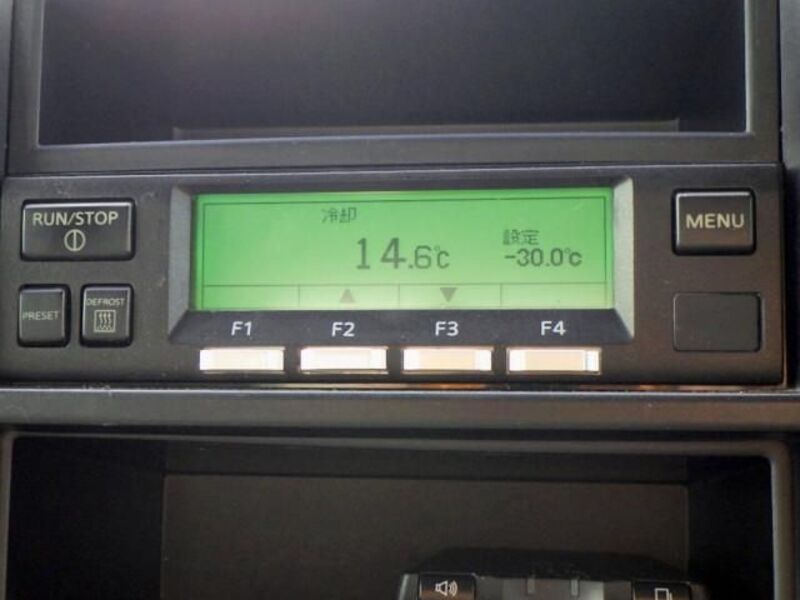 RUN/STOP
冷却
14.6℃
設定
-30.0℃
MENU
PRESET
DEFROST
▲ ▼
F1 F2 F3 F4